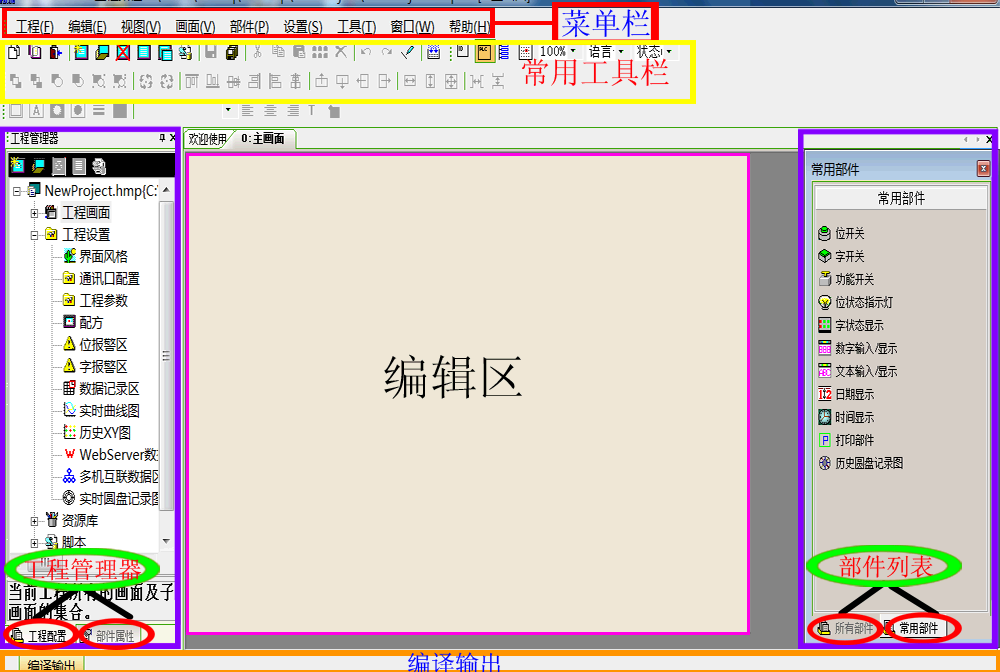 工程(F) 编辑(E) 视图(V) 画面(V) 部件(P) 设置(S) 工具(T) 窗口(W) 帮助(H)
菜单栏
100% 语言 状态
常用工具栏
工程管理器
欢迎使用 0:主画面
NewProject.hmp{C:
工程画面
工程设置
界面风格
通讯口配置
工程参数
配方
位报警区
字报警区
数据记录区
实时曲线图
历史XY图
WebServer数
多机互联数据区
实时圆盘记录图
资源库
脚本
工程管理器
当前工程所有的画面及子
画面的集合。
工程配置 部件属性
编辑区
常用部件
常用部件
位开关
字开关
功能开关
位状态指示灯
字状态显示
数字输入/显示
文本输入/显示
日期显示
时间显示
打印部件
历史圆盘记录图
部件列表
所有部件 常用部件
编译输出
编译输出